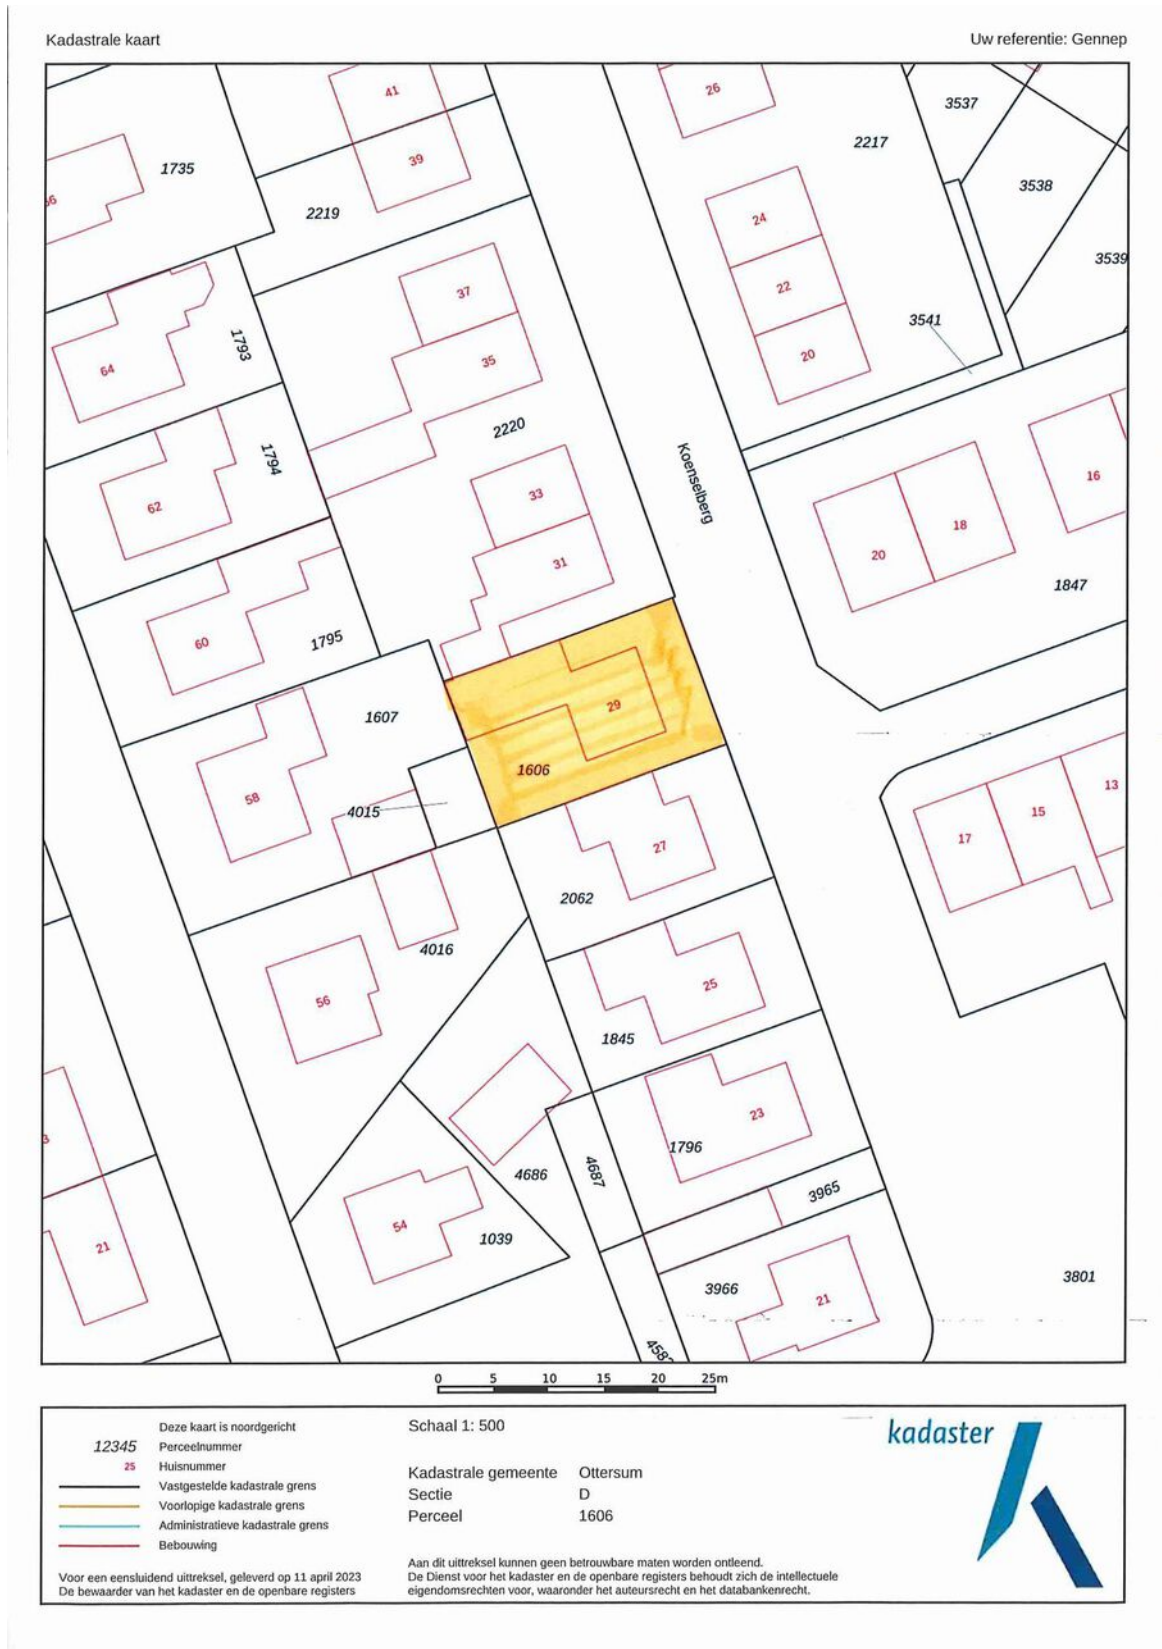 Kadastrale kaart
Uw referentie: Gennep
41
26
3537
2217
1735
39
3538
2219
24
3539
37
22
1793
3541
35
20
64
2220
1794
Koenselberg
16
62
33
18
20
31
1847
60
1795
29
1607
1606
13
58
4015
15
17
27
2062
4016
25
56
1845
23
1796
4686
4687
3965
54
1039
21
3966
21
3801
0 5 10 15 20 25m
Deze kaart is noordgericht
12345 Perceelnummer
25 Huisnummer
Vastgestelde kadastrale grens
Voorlopige kadastrale grens
Administratieve kadastrale grens
Bebouwing
Voor een eensluidend uittreksel, geleverd op 11 april 2023
De bewaarder van het kadaster en de openbare registers
Schaal 1: 500
Kadastrale gemeente Ottersum
Sectie D
Perceel 1606
Aan dit uittreksel kunnen geen betrouwbare maten worden ontleend.
De Dienst voor het kadaster en de openbare registers behoudt zich de intellectuele
eigendomsrechten voor, waaronder het auteursrecht en het databankenrecht.
kadaster